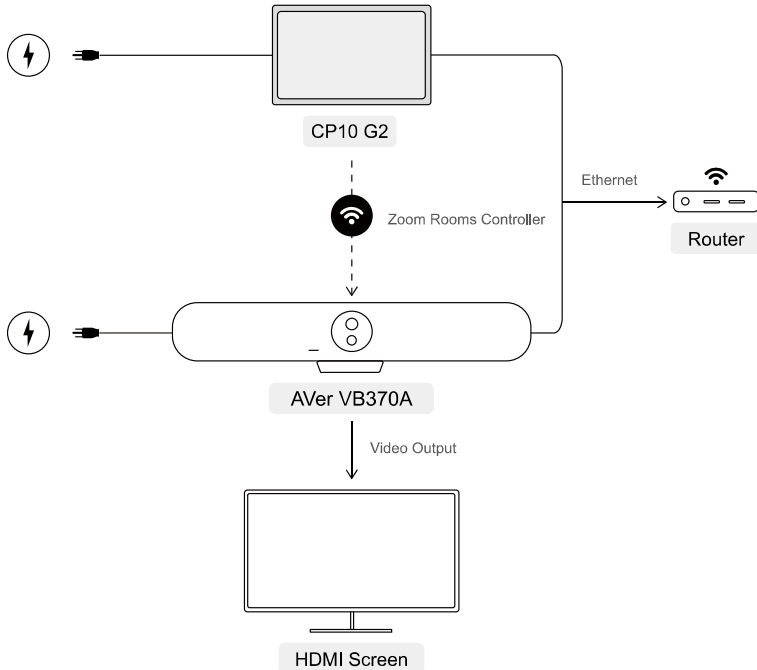 CP10 G2
Ethernet
Zoom Rooms Controller
Router
AVer VB370A
Video Output
HDMI Screen